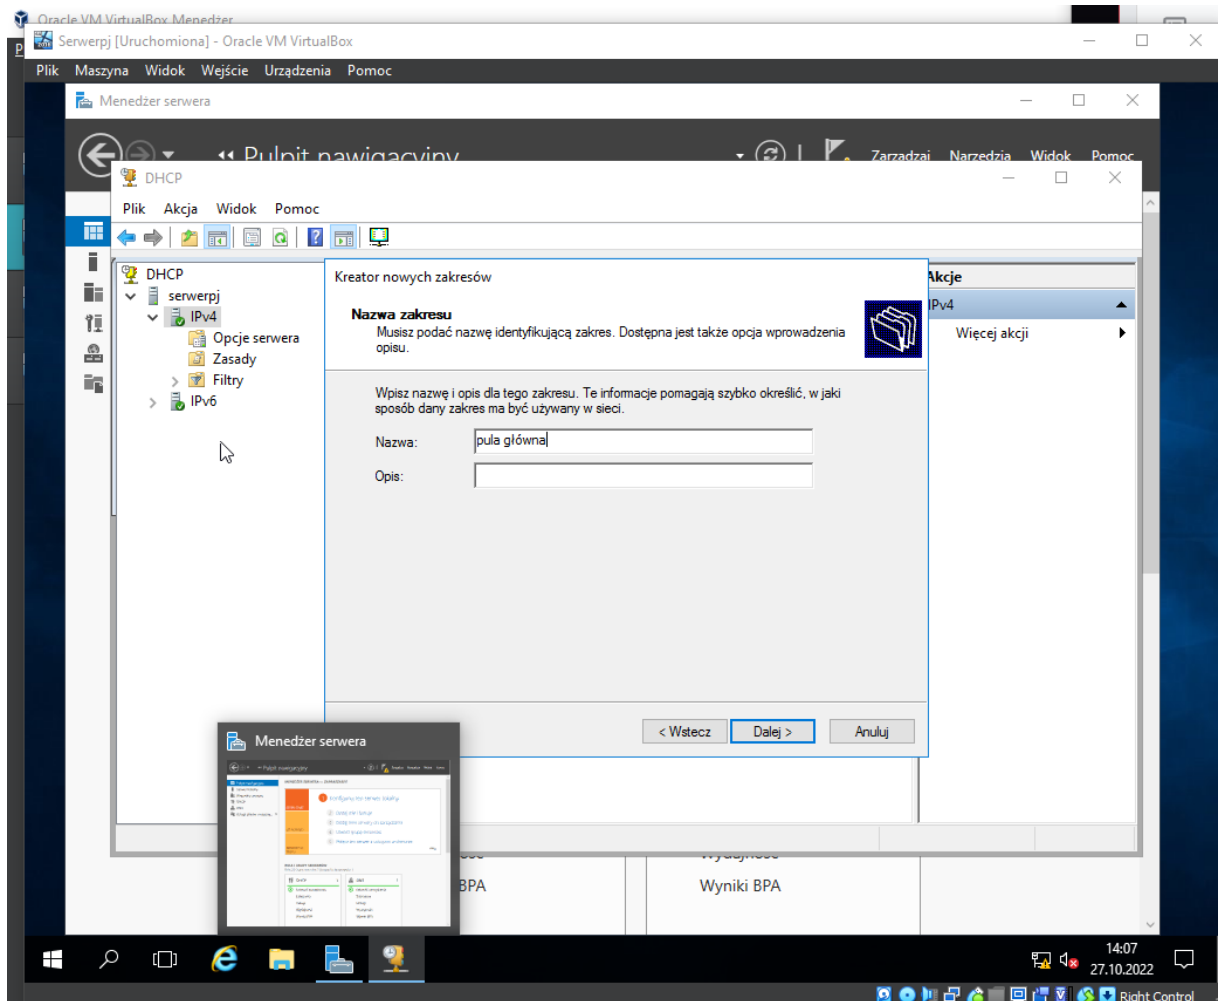 Oracle VM VirtualBox Menedżer
Serwerpj [Uruchomiona] - Oracle VM VirtualBox
Plik Maszyna Widok Wejście Urządzenia Pomoc
Menedżer serwera
Pulpit nawigacyjny
Zarządzaj Narzędzia Widok Pomoc
DHCP
Plik Akcja Widok Pomoc
DHCP
serwerpj
IPv4
Opcje serwera
Zasady
Filtry
IPv6
Kreator nowych zakresów
Nazwa zakresu
Musisz podać nazwę identyfikującą zakres. Dostępna jest także opcja wprowadzenia
opisu.
Wpisz nazwę i opis dla tego zakresu. Te informacje pomagają szybko określić, w jaki
sposób dany zakres ma być używany w sieci.
Nazwa: pula główna
Opis:
< Wstecz Dalej > Anuluj
Akcje
IPv4
Więcej akcji
Menedżer serwera
BPA
Wydajność
Wyniki BPA
14:07
27.10.2022
Right Control